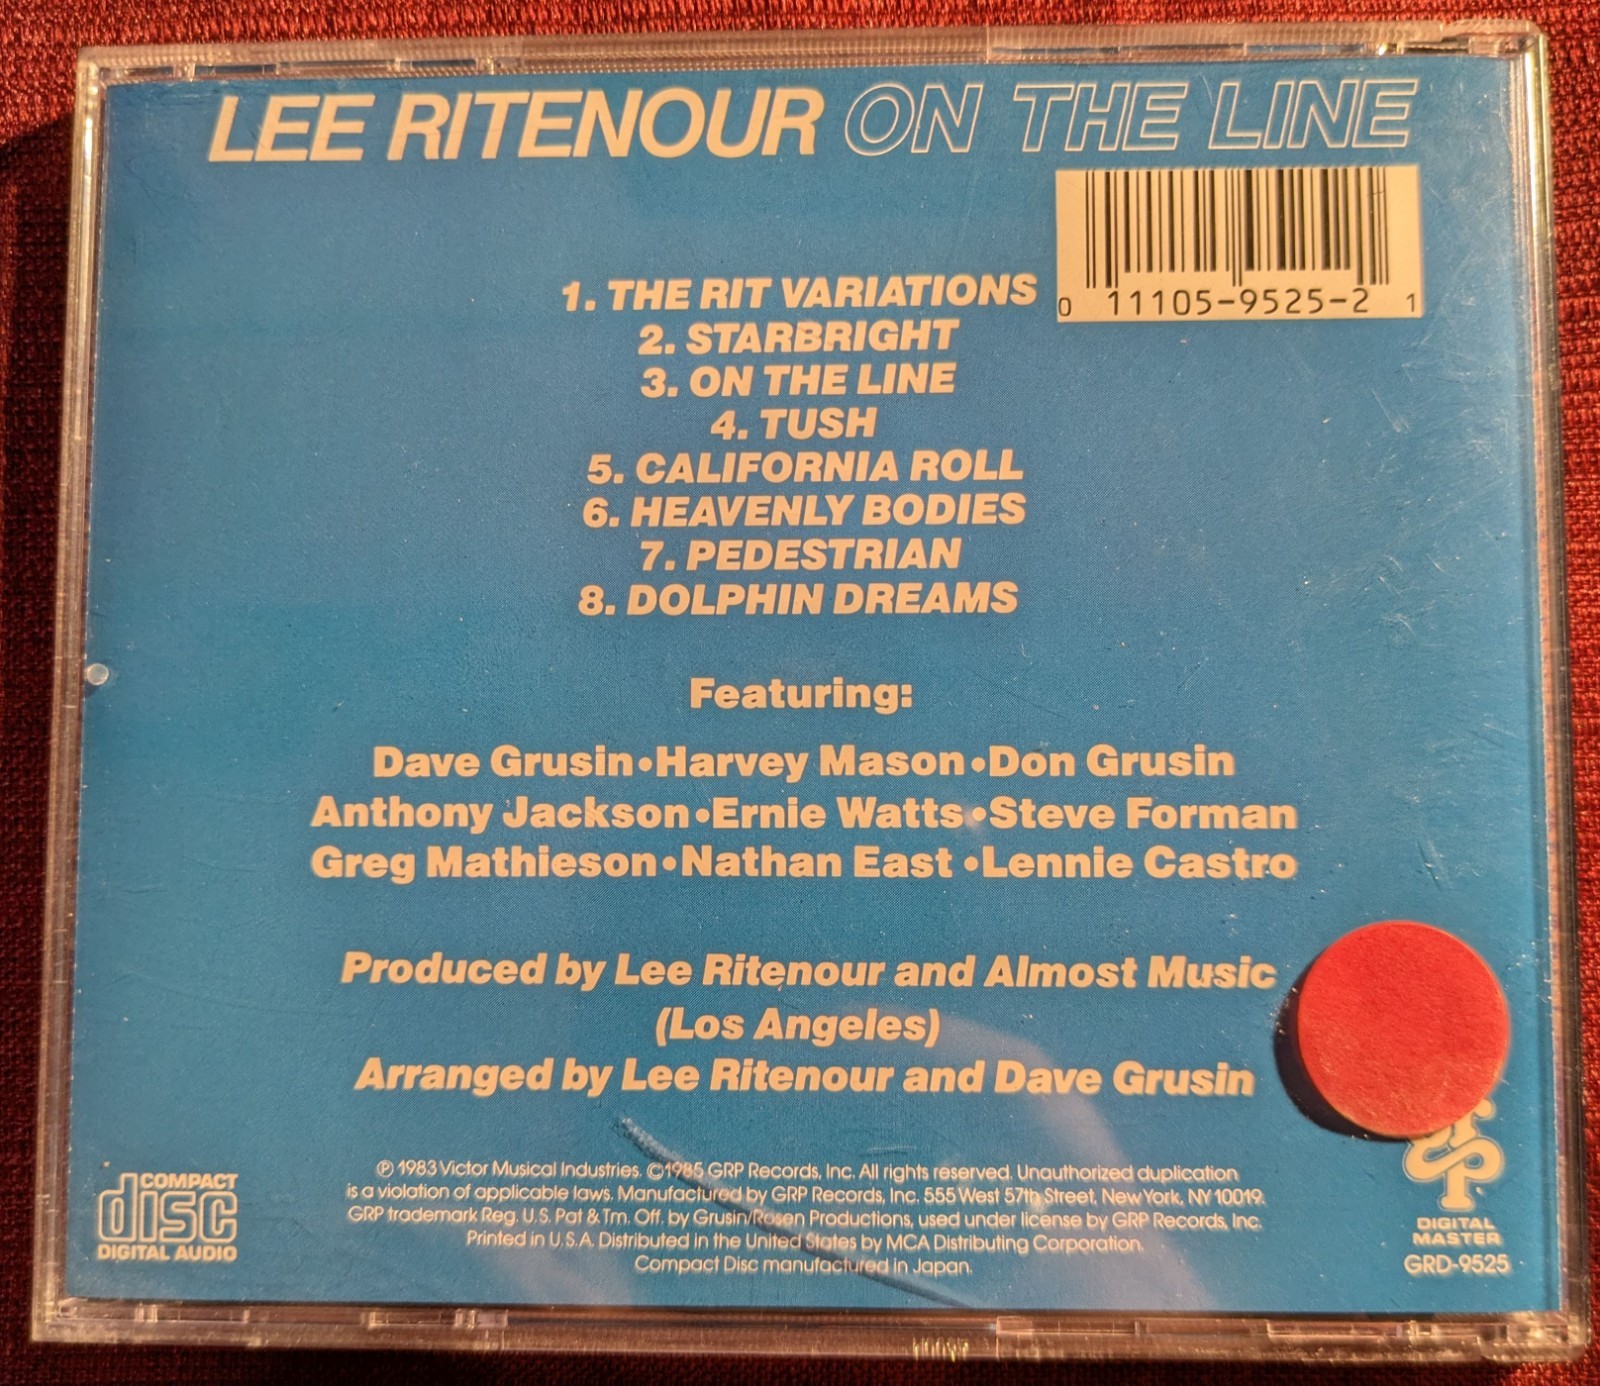 LEE RITENOUR ON THE LINE
0 11105-9525-2 1
1. THE RIT VARIATIONS
2. STARBRIGHT
3. ON THE LINE
4. TUSH
5. CALIFORNIA ROLL
6. HEAVENLY BODIES
7. PEDESTRIAN
8. DOLPHIN DREAMS
Featuring:
Dave Grusin•Harvey Mason•Don Grusin
Anthony Jackson•Ernie Watts•Steve Forman
Greg Mathieson•Nathan East•Lennie Castro
Produced by Lee Ritenour and Almost Music
(Los Angeles)
Arranged by Lee Ritenour and Dave Grusin
℗ 1983 Victor Musical Industries. ©1985 GRP Records, Inc. All rights reserved. Unauthorized duplication
is a violation of applicable laws. Manufactured by GRP Records, Inc. 555 West 57th Street, New York, NY 10019.
GRP trademark Reg. U.S. Pat & Tm. Off. by Grusin/Rosen Productions, used under license by GRP Records, Inc.
Printed in U.S.A. Distributed in the United States by MCA Distributing Corporation.
Compact Disc manufactured in Japan.
COMPACT
disc
DIGITAL AUDIO
DIGITAL
MASTER
GRD-9525